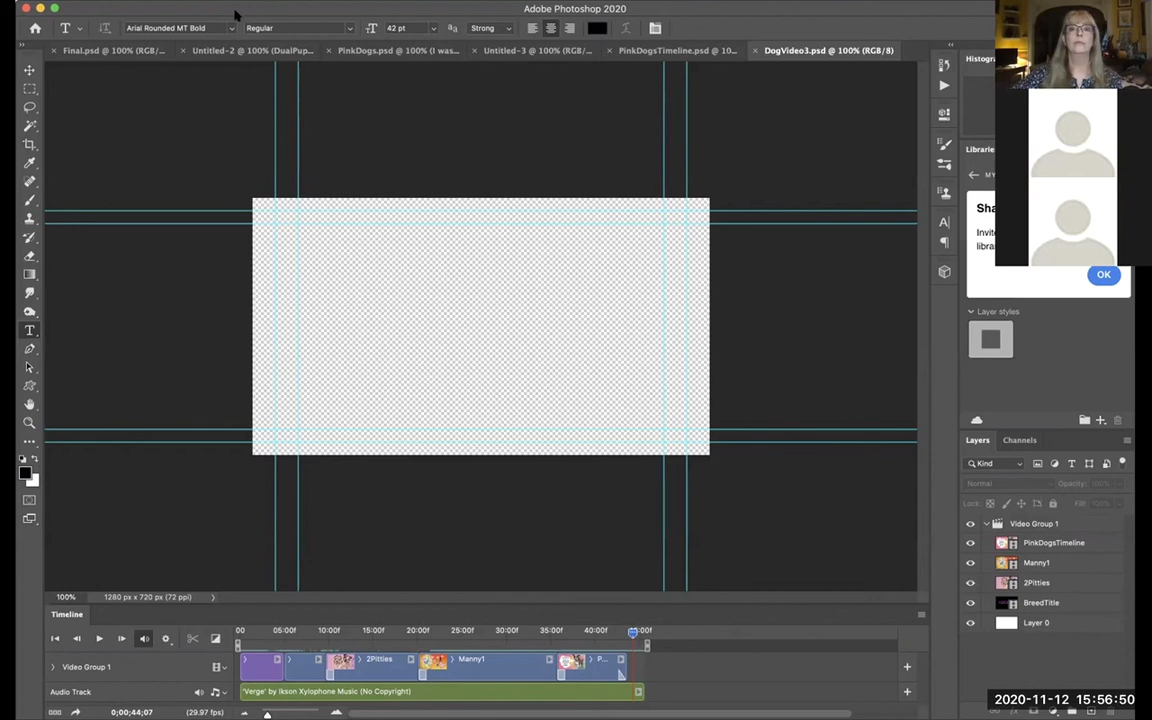 Adobe Photoshop 2020
Arial Rounded MT Bold Regular 42 pt Strong
Final.psd @ 100% (RGB/... Untitled-2 @ 100% (DualPup... PinkDogs.psd @ 100% (I was... Untitled-3 @ 100% (RGB/... PinkDogsTimeline.psd @ 10... DogVideo3.psd @ 100% (RGB/8)
Histogra
Libraries
MY
Sha
Invite
libra
OK
Layer styles
Layers Channels
Kind
Normal Opacity: 100%
Lock: Fill: 100%
Video Group 1
PinkDogsTimeline
Manny1
2Pitties
BreedTitle
Layer 0
100% 1280 px x 720 px (72 ppi)
Timeline
00 05:00f 10:00f 15:00f 20:00f 25:00f 30:00f 35:00f 40:00f
Video Group 1 2Pitties Manny1 P...
Audio Track 'Verge' by Ikson Xylophone Music (No Copyright)
0;00;44;07 (29.97 fps)
2020-11-12 15:56:50